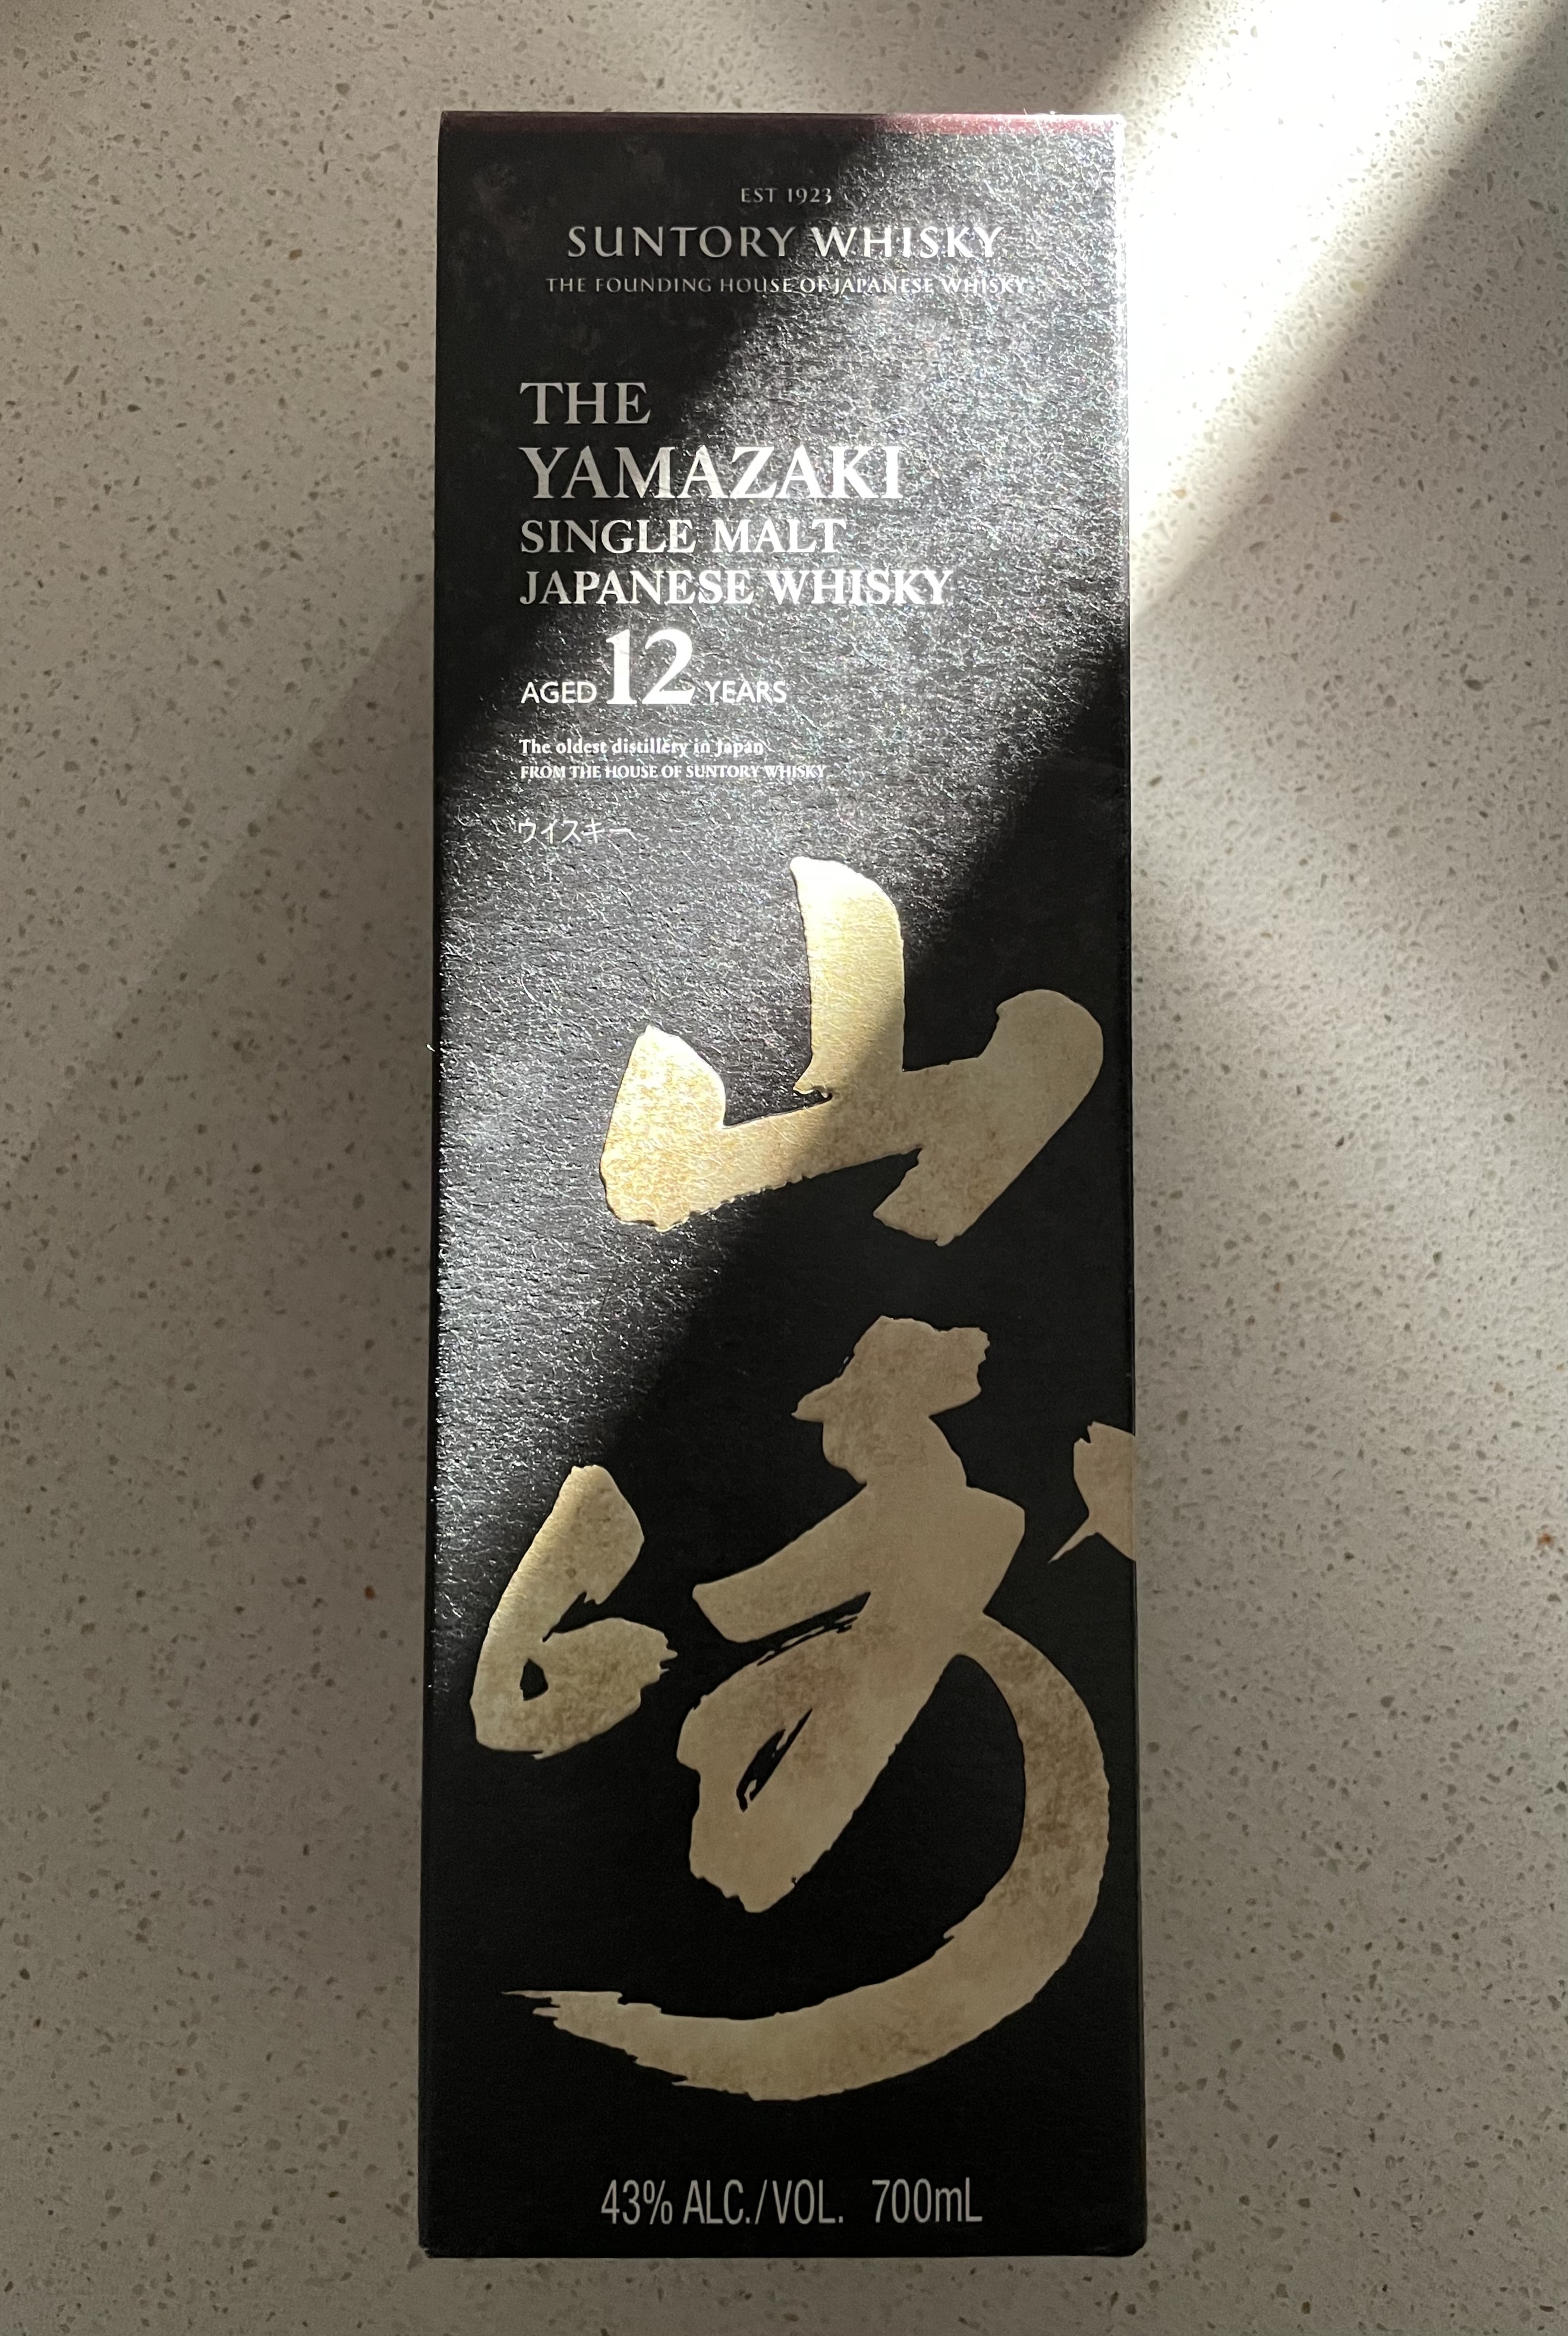 EST 1923
SUNTORY WHISKY
THE FOUNDING HOUSE OF JAPANESE WHISKY
THE
YAMAZAKI
SINGLE MALT
JAPANESE WHISKY
AGED 12 YEARS
The oldest distillery in Japan
FROM THE HOUSE OF SUNTORY WHISKY
ウイスキー
山
崎
43% ALC./VOL. 700mL